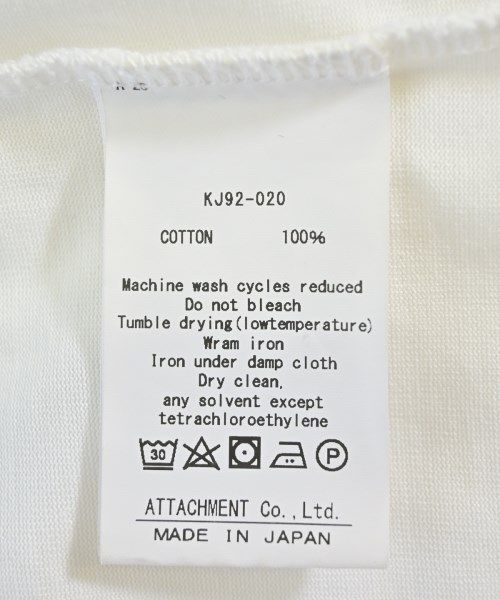 KJ92-020
COTTON 100%
Machine wash cycles reduced
Do not bleach
Tumble drying(lowtemperature)
Wram iron
Iron under damp cloth
Dry clean,
any solvent except
tetrachloroethylene
30 P
ATTACHMENT Co.,Ltd.
MADE IN JAPAN